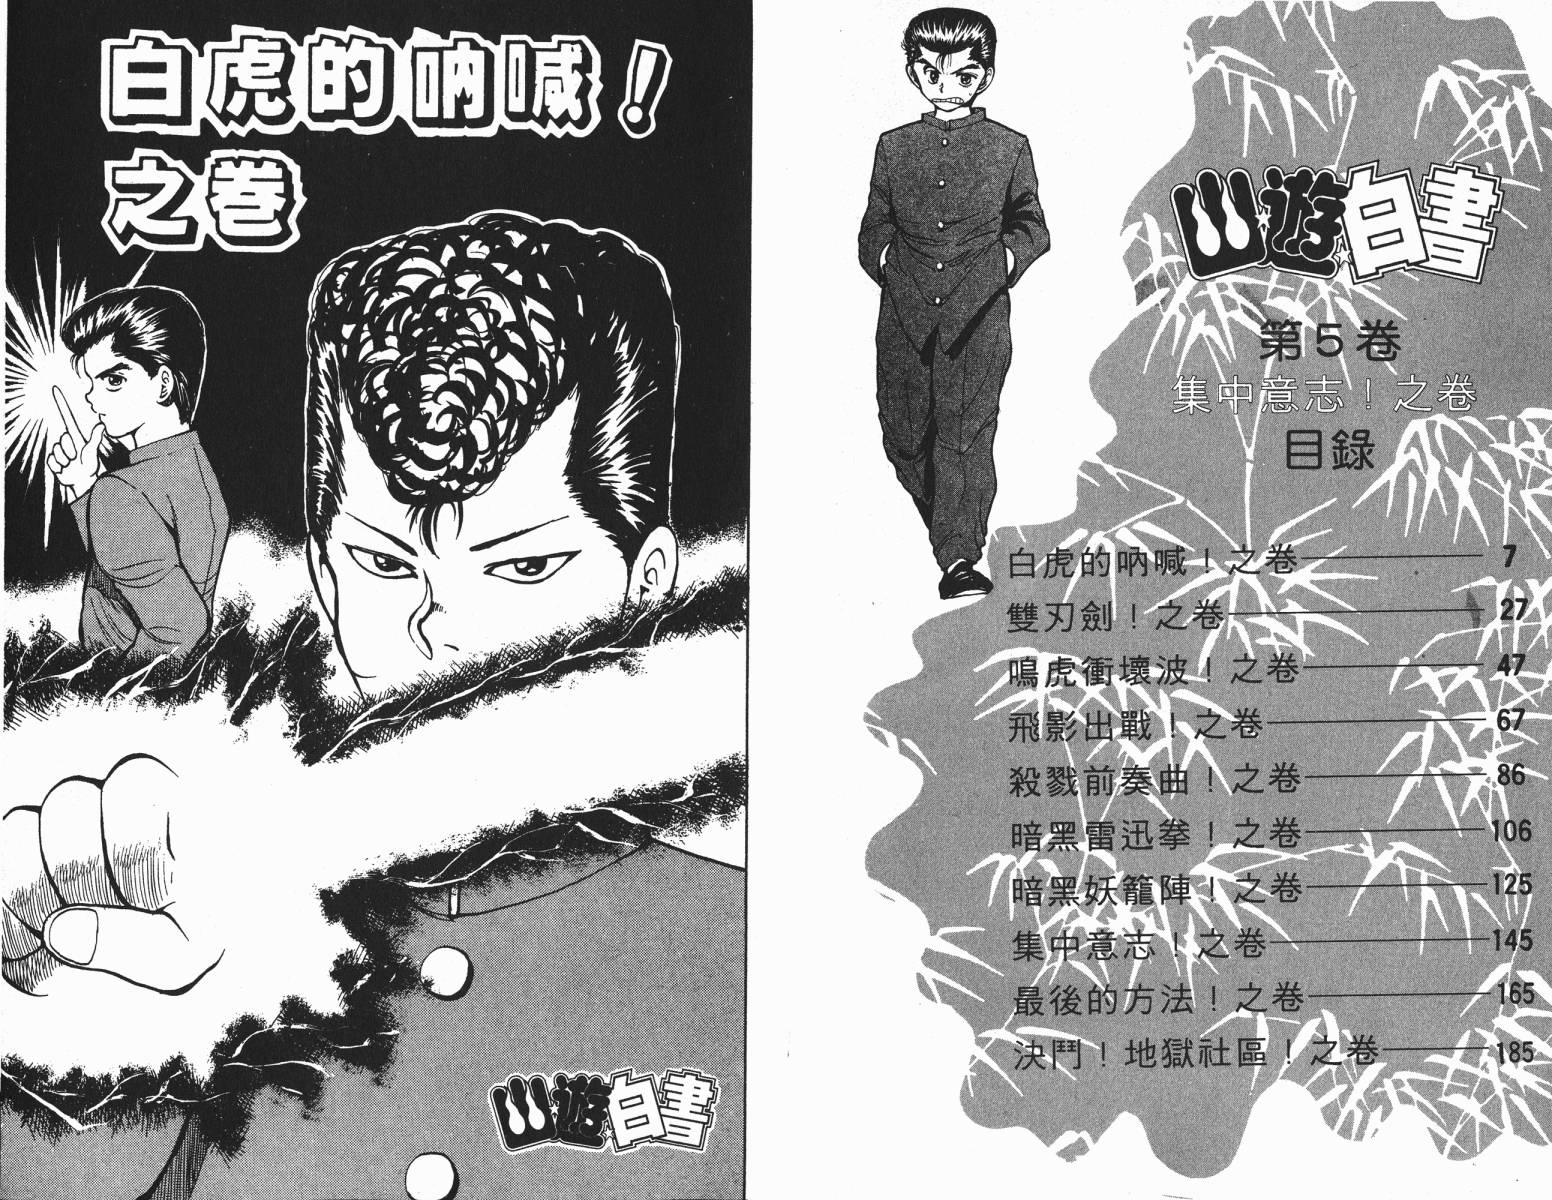 幽遊白書
第5卷
集中意志！之卷
目錄
白虎的吶喊！之卷 7
雙刃劍！之卷 27
鳴虎衝壞波！之卷 47
飛影出戰！之卷 67
殺戮前奏曲！之卷 86
暗黑雷迅拳！之卷 106
暗黑妖籠陣！之卷 125
集中意志！之卷 145
最後的方法！之卷 165
決鬥！地獄社區！之卷 185
白虎的吶喊！
之卷
幽遊白書